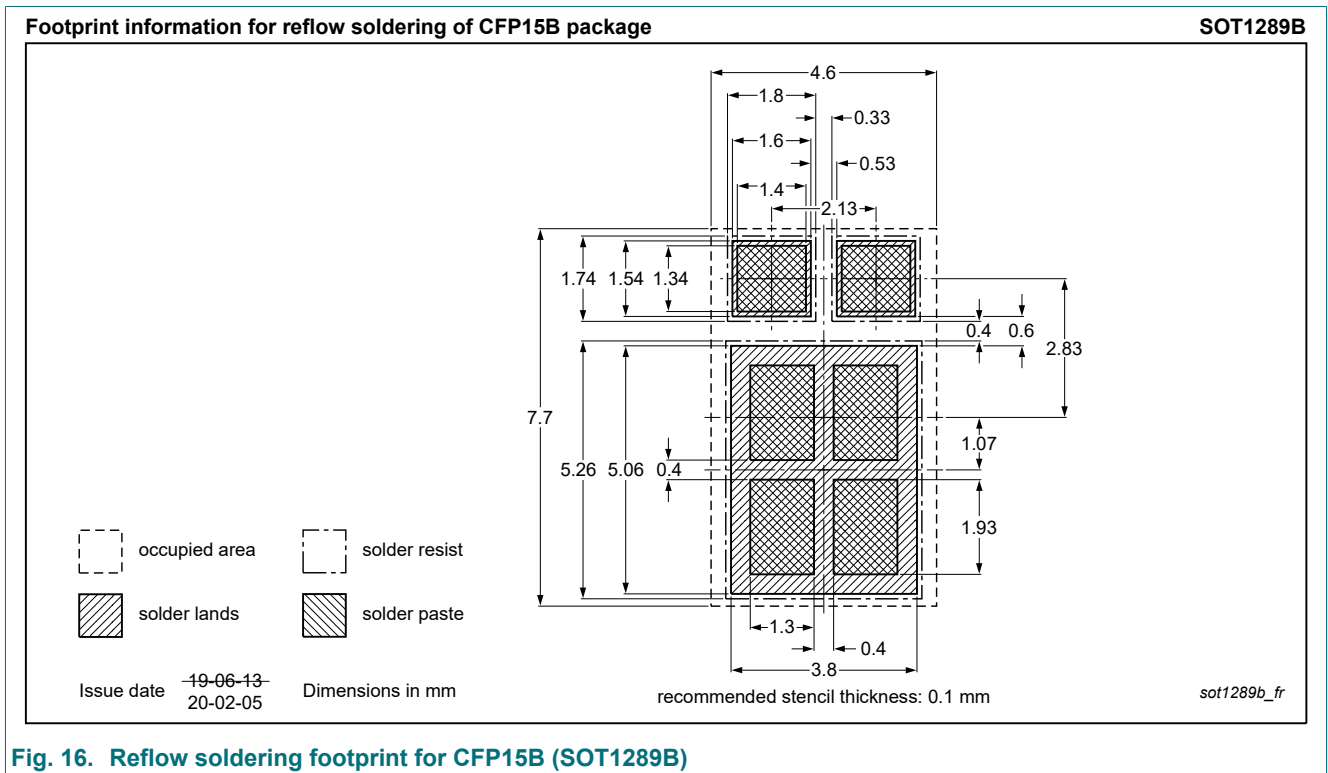 Footprint information for reflow soldering of CFP15B package SOT1289B
4.6
1.8
0.33
1.6
0.53
1.4
2.13
1.74 1.54 1.34
0.4 0.6
2.83
7.7
1.07
5.26 5.06 0.4
1.93
occupied area solder resist
solder lands solder paste
1.3
0.4
3.8
Issue date 19-06-13 Dimensions in mm
20-02-05
recommended stencil thickness: 0.1 mm
sot1289b_fr
Fig. 16. Reflow soldering footprint for CFP15B (SOT1289B)